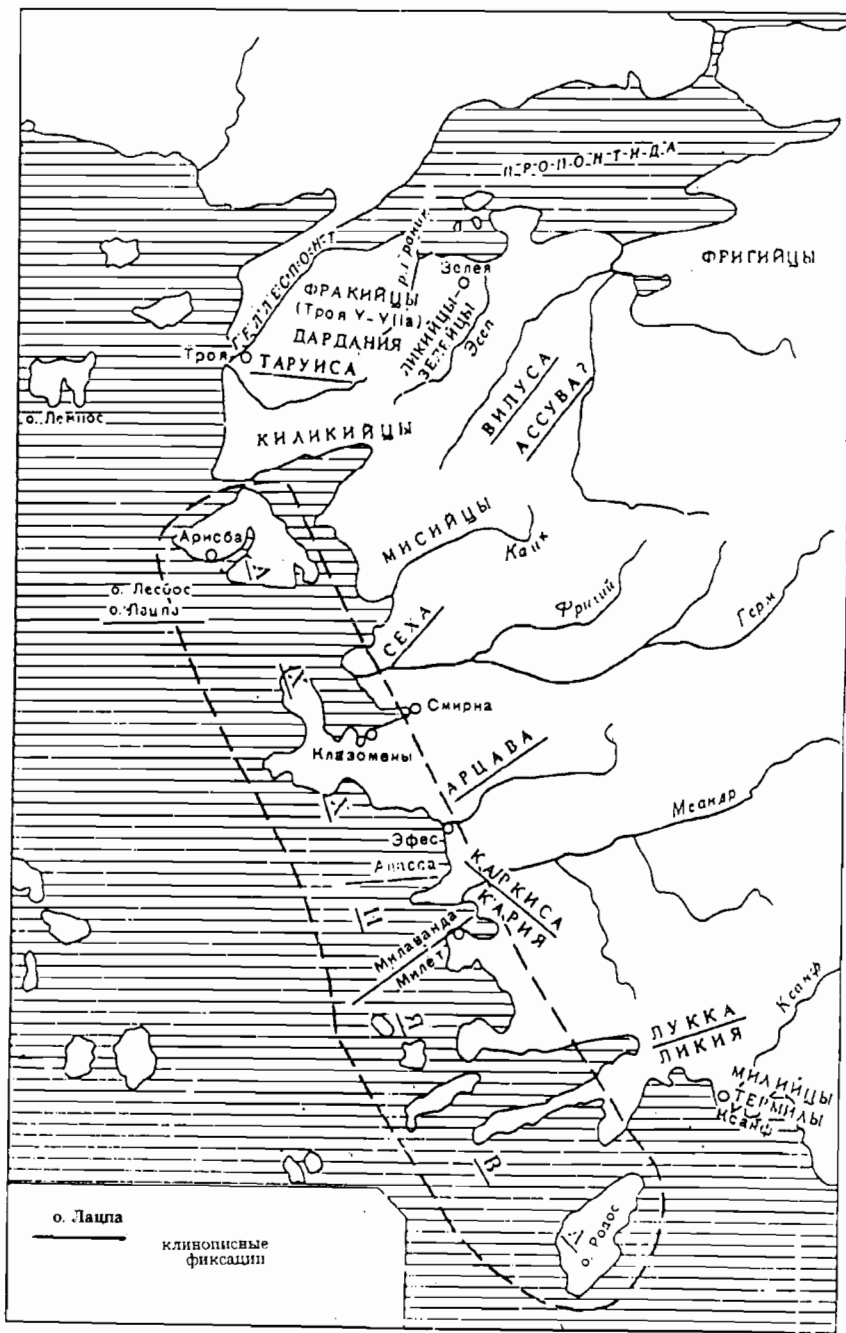 ПРОПОНТИДА
ГЕЛЛЕСПОНТ
Зелея
ФРИГИЙЦЫ
ФРАКИЙЦЫ
(Троя V–VIIa)
ДАРДАНИЯ
ЛИКИЙЦЫ–
ЗЕЛЕЙЦЫ
Эсеп
Троя
ТАРУИСА
ВИЛУСА
АССУВА?
о. Лемнос
КИЛИКИЙЦЫ
МИСИЙЦЫ
Каик
Арисба
о. Лесбос
о. Лацпа
СЕХА
Фригий
Герм
Смирна
Клазомены
АРЦАВА
Меандр
Эфес
Апасса
КАРКИСА
КАРИЯ
Милаванда
Милет
ЛУККА
ЛИКИЯ
МИЛИЙЦЫ
ТЕРМИЛЫ
Ксанф
о. Родос
о. Лацпа
клинописные
фиксации